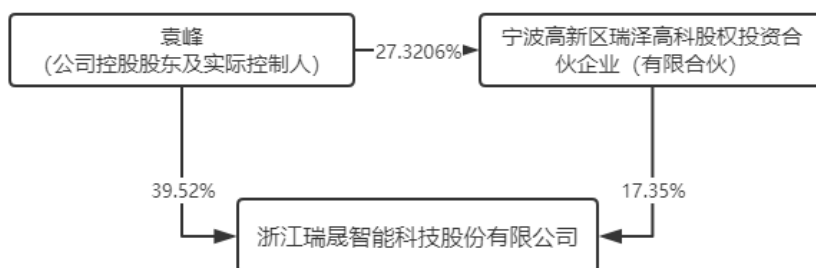 袁峰
(公司控股股东及实际控制人)
27.3206%
宁波高新区瑞泽高科股权投资合
伙企业 (有限合伙)
39.52%
17.35%
浙江瑞晟智能科技股份有限公司